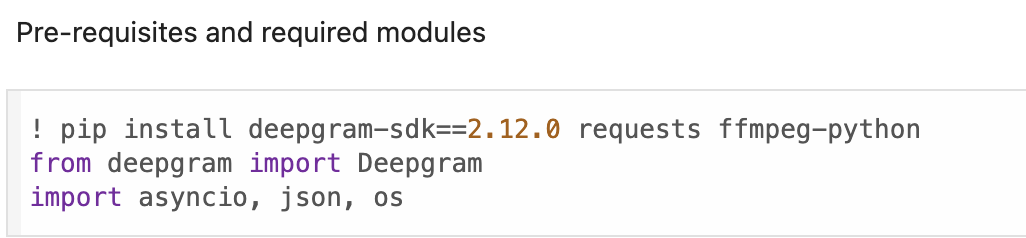 Pre-requisites and required modules
! pip install deepgram-sdk==2.12.0 requests ffmpeg-python
from deepgram import Deepgram
import asyncio, json, os